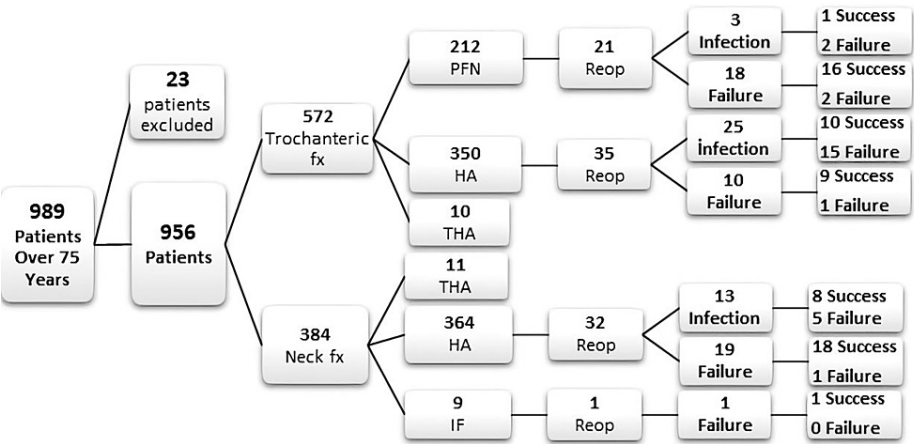 989
Patients
Over 75
Years
23
patients
excluded
956
Patients
572
Trochanteric
fx
384
Neck fx
212
PFN
350
HA
10
THA
11
THA
364
HA
9
IF
21
Reop
35
Reop
32
Reop
1
Reop
3
Infection
18
Failure
25
İnfection
10
Failure
13
Infection
19
Failure
1
Failure
1 Success
2 Failure
16 Success
2 Failure
10 Success
15 Failure
9 Success
1 Failure
8 Success
5 Failure
18 Success
1 Failure
1 Success
0 Failure